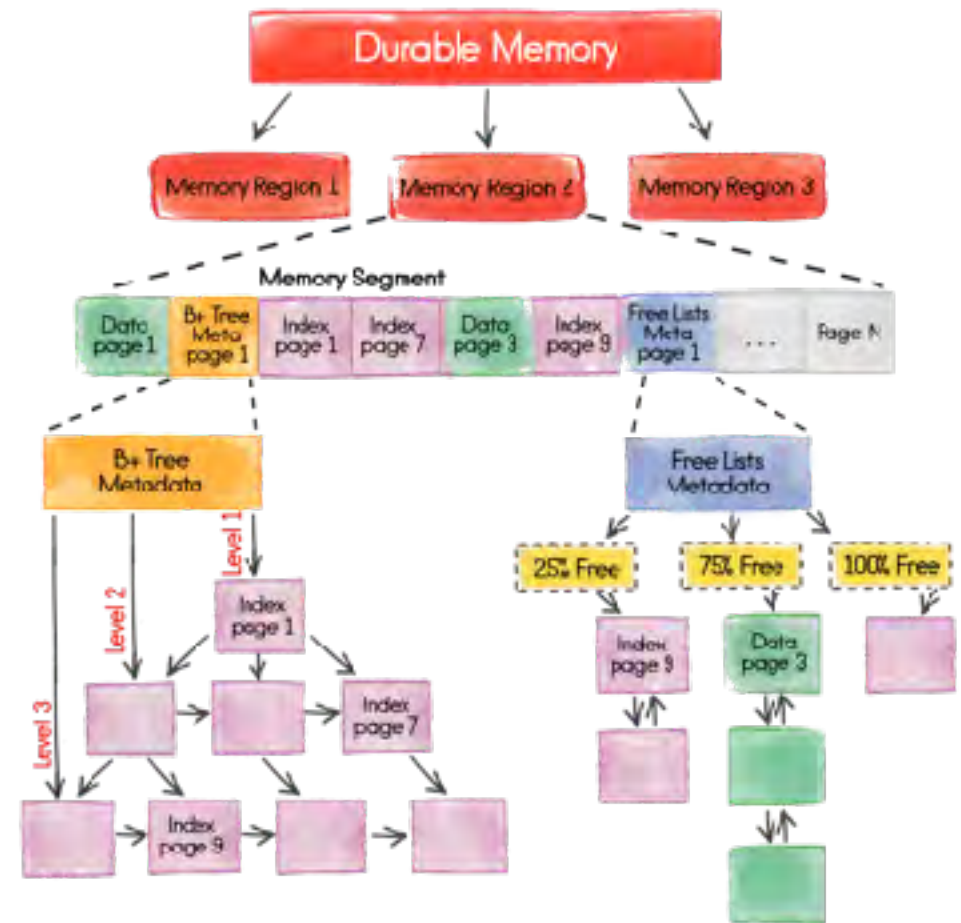 Durable Memory
Memory Region 1
Memory Region 2
Memory Region 3
Memory Segment
Data
page 1
B+ Tree
Meta
page 1
Index
page 1
Index
page 7
Data
page 3
Index
page 9
Free Lists
Meta
page 1
...
Page N
B+ Tree
Metadata
Free Lists
Metadata
Level 1
Level 2
Level 3
25% Free
75% Free
100% Free
Index
page 1
Index
page 7
Index
page 9
Index
page 9
Data
page 3